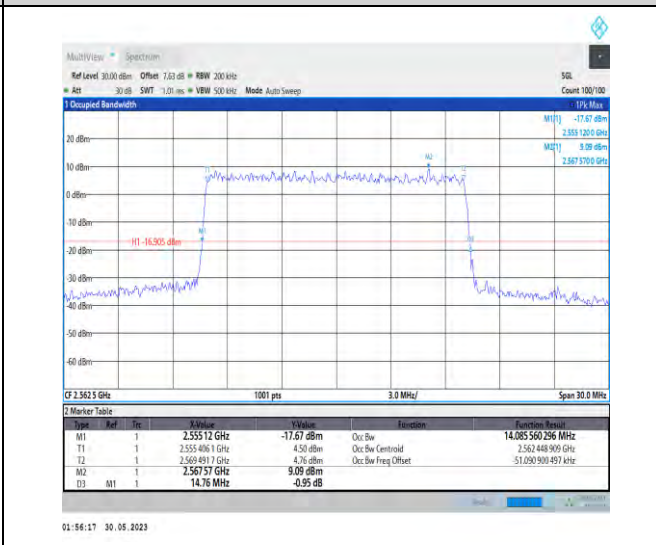 MultiView Spectrum
Ref Level 30.00 dBm Offset 7.63 dB RBW 200 kHz SGL
Att 30 dB SWT 1.01 ms VBW 500 kHz Mode Auto Sweep Count 100/100
1 Occupied Bandwidth 1Pk Max
M1[1] -17.67 dBm
2.555 120 0 GHz
M2[1] 9.09 dBm
2.567 570 0 GHz
20 dBm
M2
10 dBm
T1
0 dBm
-10 dBm
M1
H1 -16.905 dBm
-20 dBm
-30 dBm
-40 dBm
-50 dBm
-60 dBm
CF 2.562 5 GHz 1001 pts 3.0 MHz/ Span 30.0 MHz
2 Marker Table
Type Ref Trc X-Value Y-Value Function Function Result
M1 1 2.555 12 GHz -17.67 dBm Occ Bw 14.085 560 296 MHz
T1 1 2.555 406 1 GHz 4.50 dBm Occ Bw Centroid 2.562 448 909 GHz
T2 1 2.569 491 7 GHz 4.76 dBm Occ Bw Freq Offset -51.090 900 497 kHz
M2 1 2.567 57 GHz 9.09 dBm
D3 M1 1 14.76 MHz -0.95 dB
01:56:17 30.05.2023